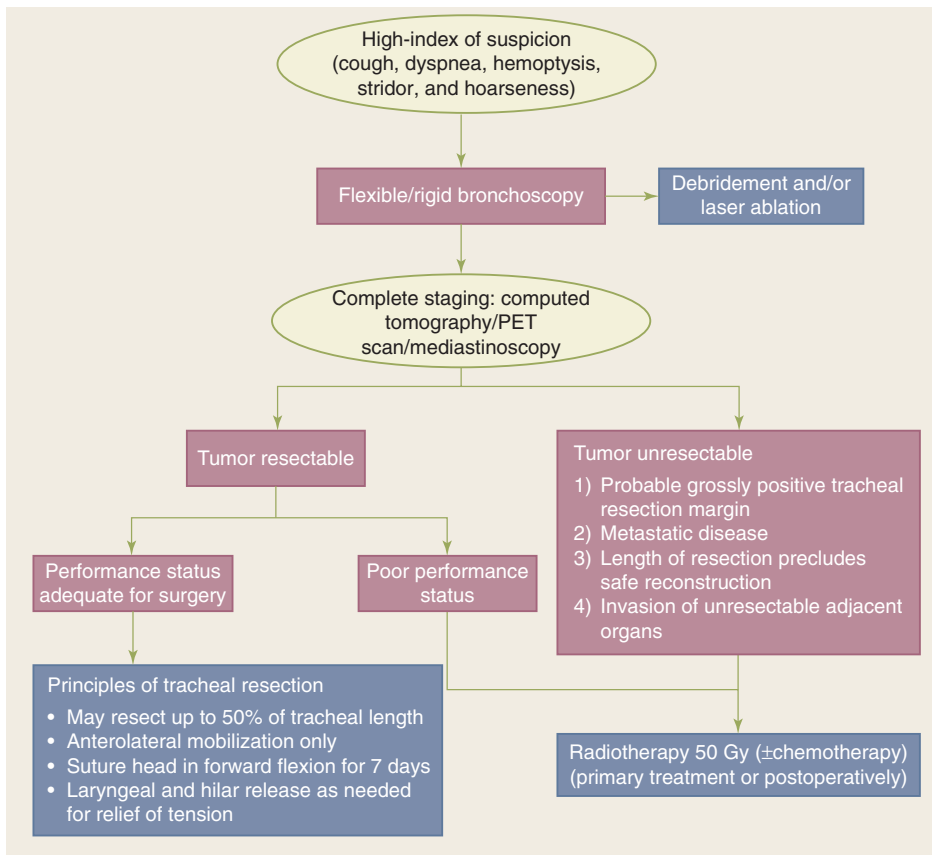 High-index of suspicion
(cough, dyspnea, hemoptysis,
stridor, and hoarseness)
Flexible/rigid bronchoscopy
Debridement and/or
laser ablation
Complete staging: computed
tomography/PET
scan/mediastinoscopy
Tumor resectable
Tumor unresectable
1) Probable grossly positive tracheal
resection margin
2) Metastatic disease
3) Length of resection precludes
safe reconstruction
4) Invasion of unresectable adjacent
organs
Performance status
adequate for surgery
Poor performance
status
Principles of tracheal resection
• May resect up to 50% of tracheal length
• Anterolateral mobilization only
• Suture head in forward flexion for 7 days
• Laryngeal and hilar release as needed
for relief of tension
Radiotherapy 50 Gy (±chemotherapy)
(primary treatment or postoperatively)